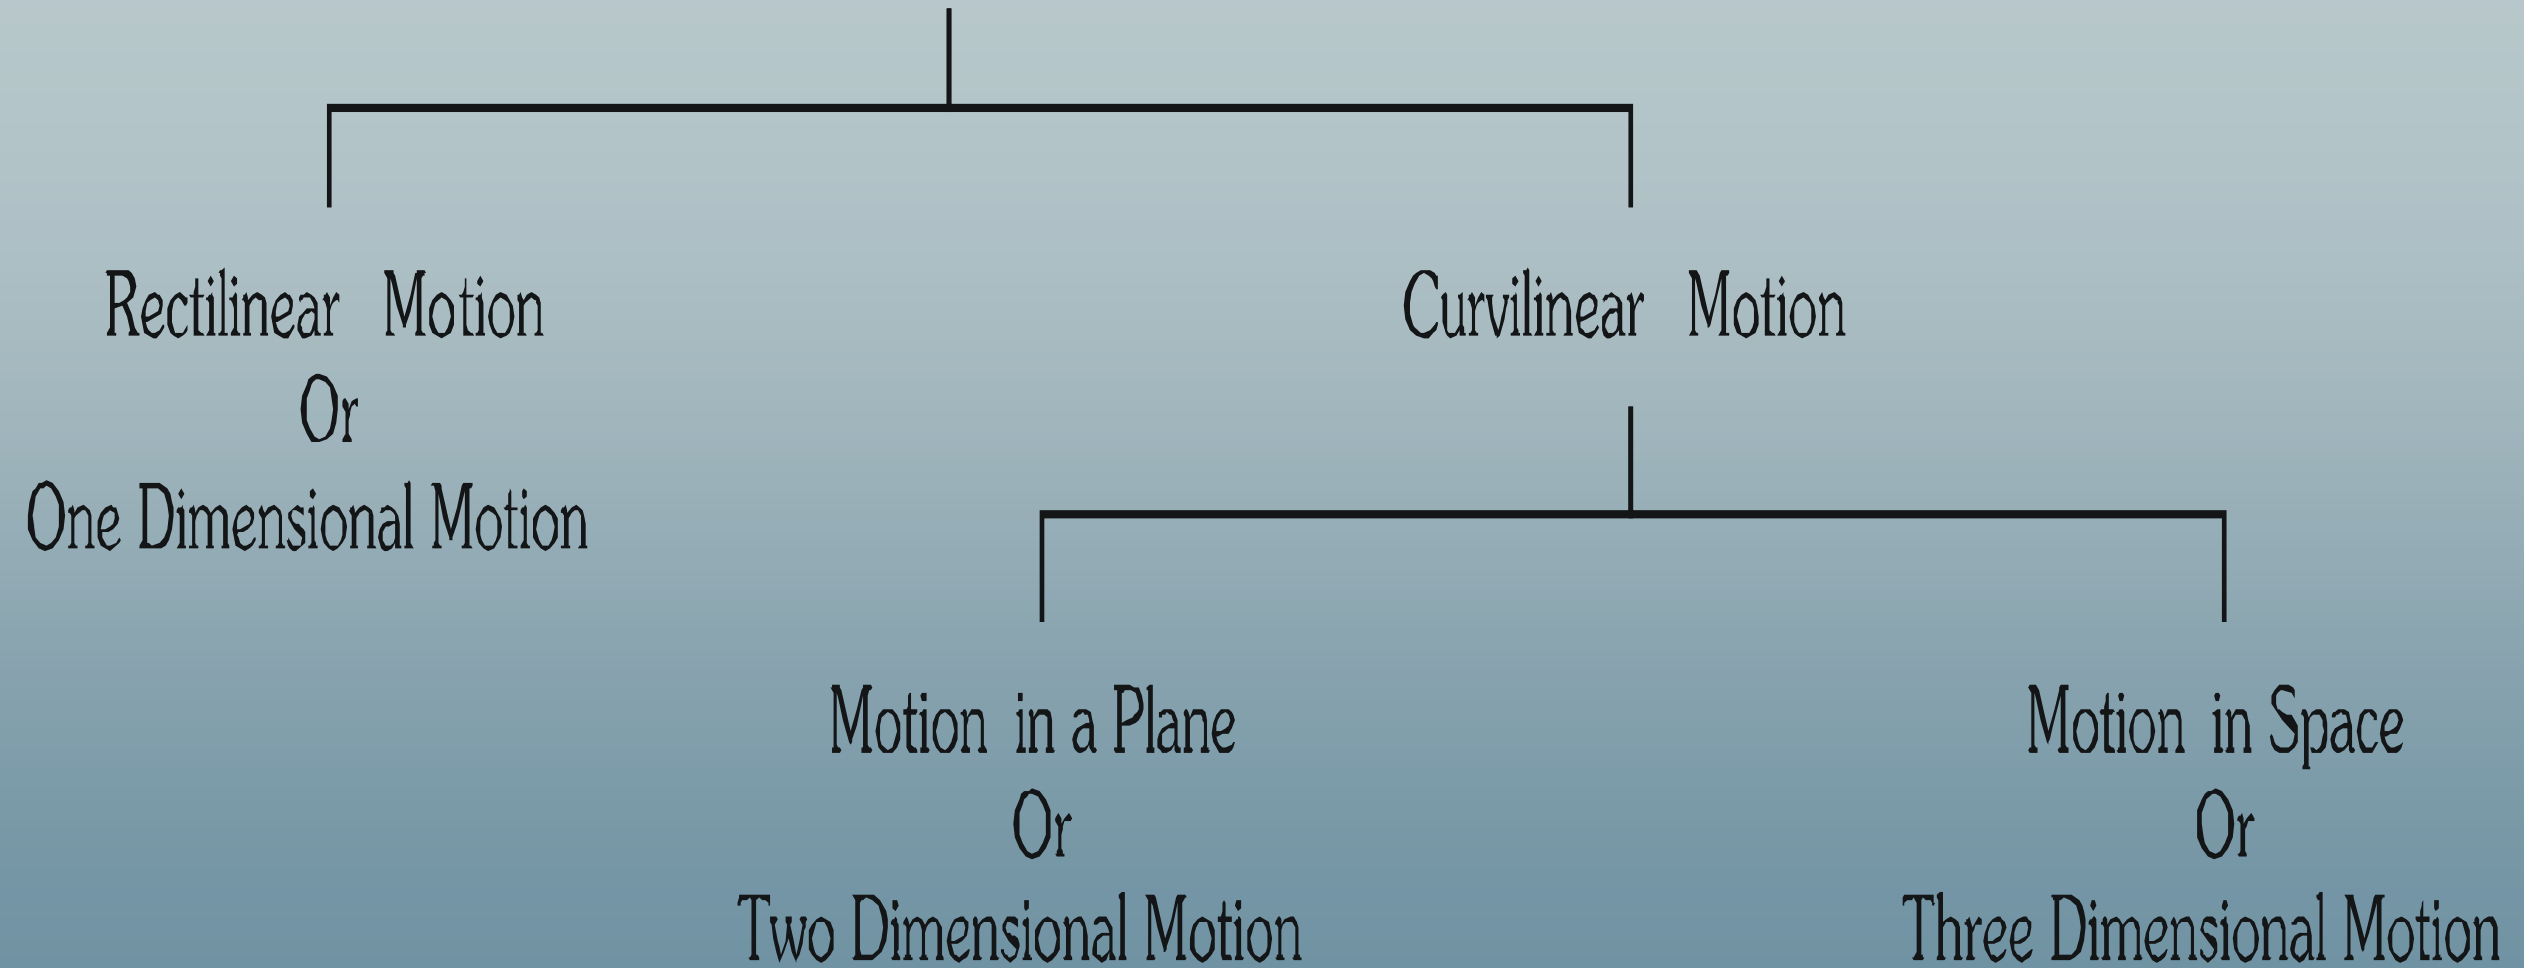 Rectilinear Motion
Or
One Dimensional Motion
Curvilinear Motion
Motion in a Plane
Or
Two Dimensional Motion
Motion in Space
Or
Three Dimensional Motion